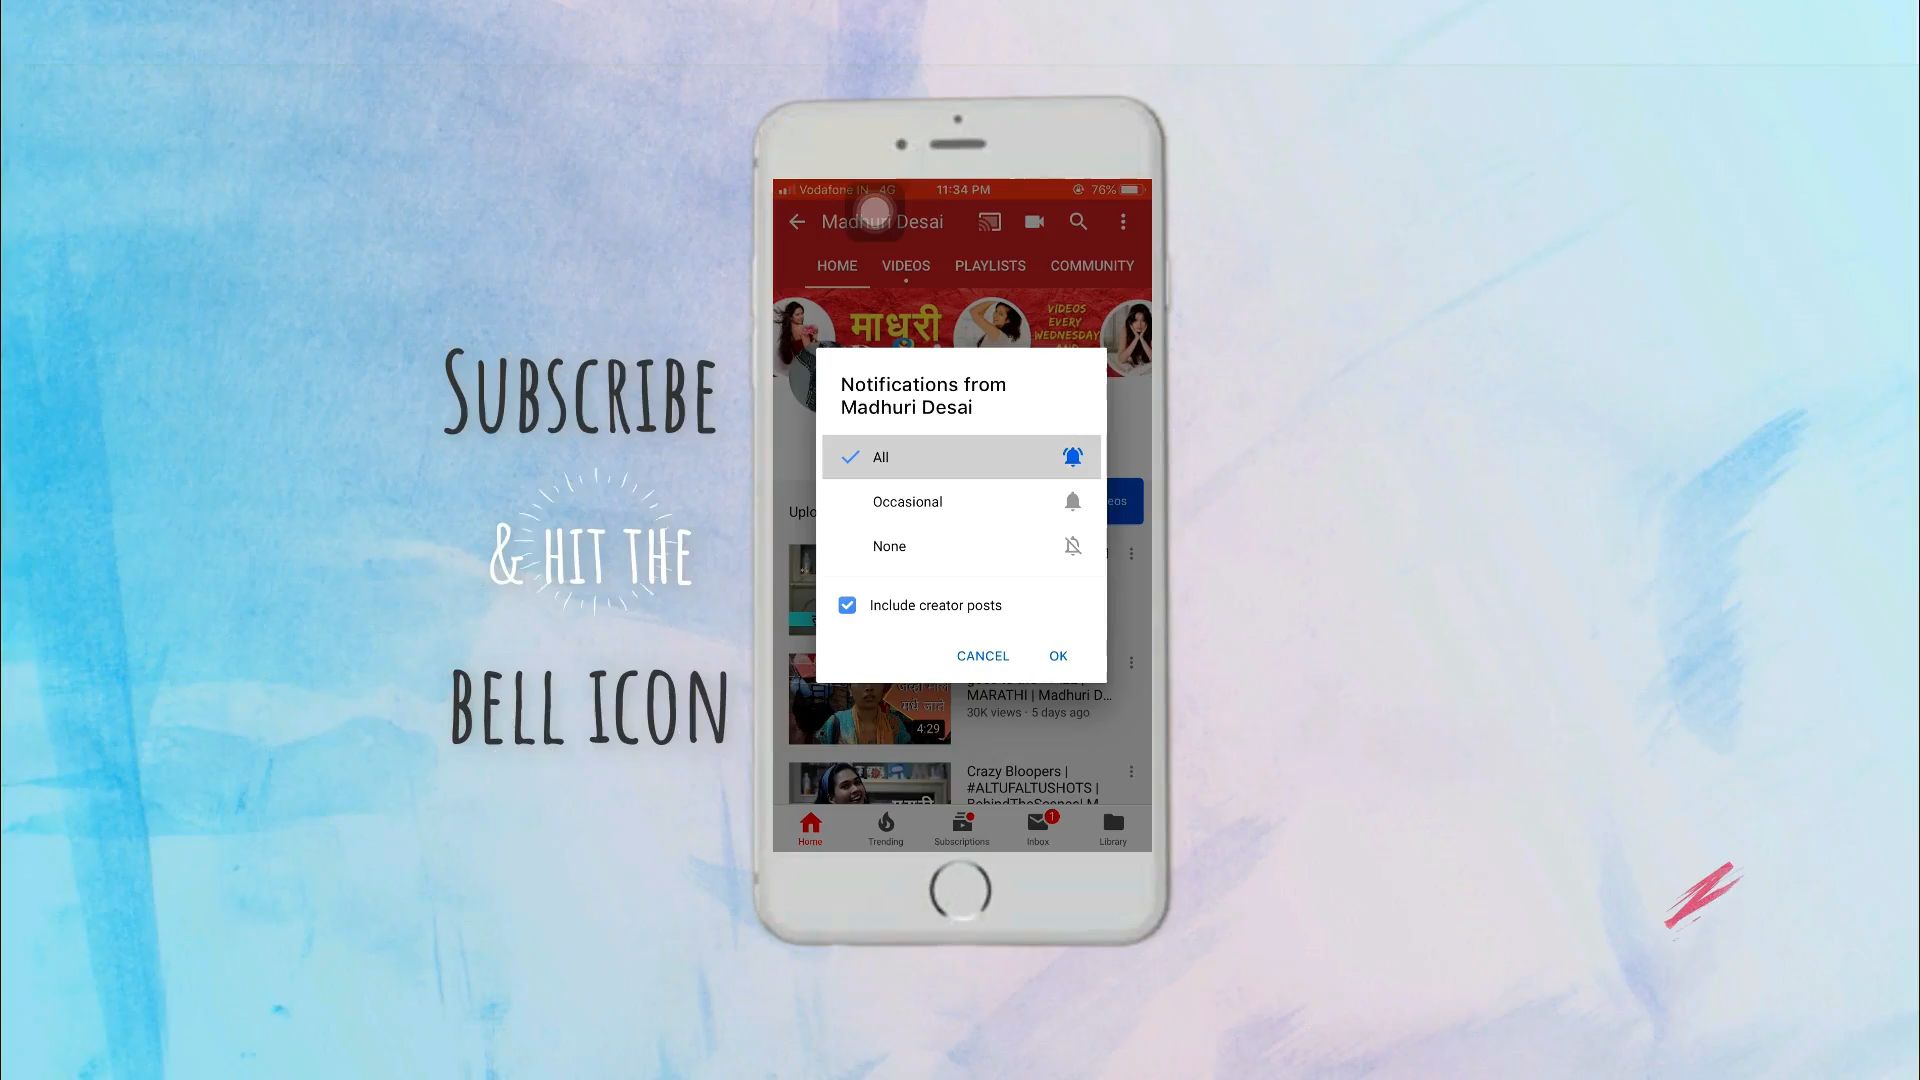 SUBSCRIBE
& HIT THE
BELL ICON
Vodafone IN 4G
11:34 PM
76%
Madhuri Desai
HOME
VIDEOS
PLAYLISTS
COMMUNITY
माधुरी
VIDEOS
EVERY
WEDNESDAY
Notifications from
Madhuri Desai
All
Occasional
None
Include creator posts
CANCEL
OK
मध जाते
4:29
MARATHI | Madhuri D...
30K views · 5 days ago
Crazy Bloopers |
#ALTUFALTUSHOTS |
Home
Trending
Subscriptions
Inbox
1
Library